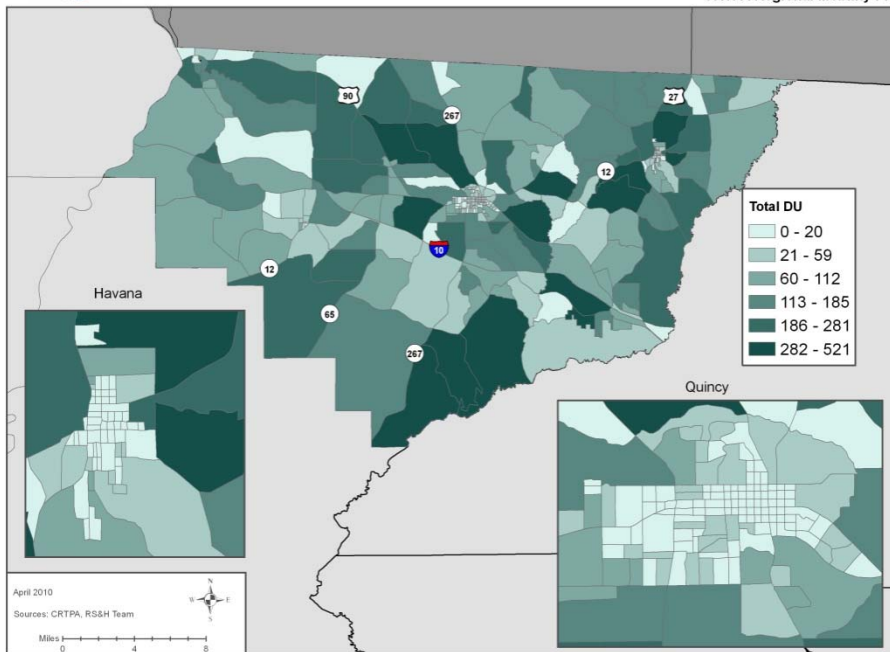 90
27
267
12
10
12
65
267
Total DU
0 - 20
21 - 59
60 - 112
113 - 185
186 - 281
282 - 521
Havana
Quincy
April 2010
Sources: CRTPA, RS&H Team
N
W E
S
Miles
0 4 8